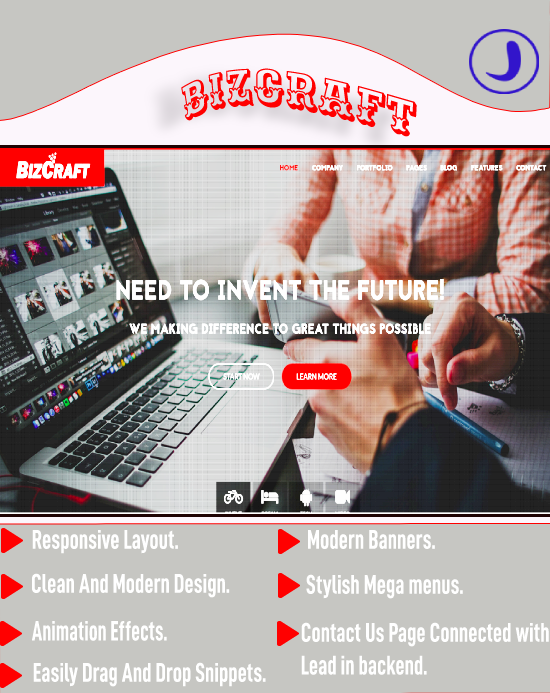 BIZCRAFT
BIZCRAFT
HOME COMPANY PORTFOLIO PAGES BLOG FEATURES CONTACT
NEED TO INVENT THE FUTURE!
WE MAKING DIFFERENCE TO GREAT THINGS POSSIBLE
START NOW LEARN MORE
Responsive Layout.
Modern Banners.
Clean And Modern Design.
Stylish Mega menus.
Animation Effects.
Contact Us Page Connected with
Lead in backend.
Easily Drag And Drop Snippets.